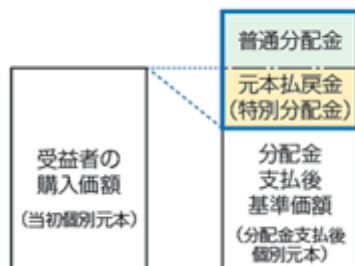 普通分配金
元本払戻金
(特別分配金)
受益者の
購入価額
(当初個別元本)
分配金
支払後
基準価額
(分配金支払後
個別元本)